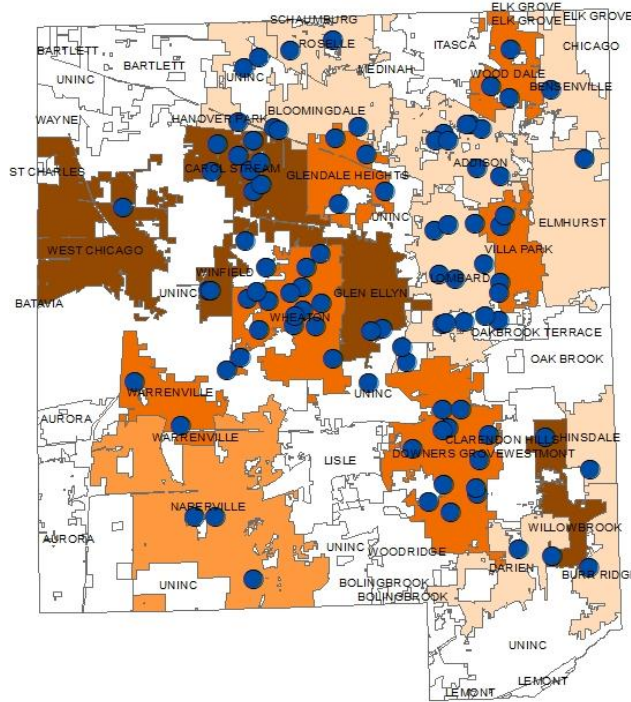 ELK GROVE
ELK GROVE
ELK GROVE
SCHAUMBURG
ROSELLE
ITASCA
CHICAGO
BARTLETT
BARTLETT
MEDINAH
UNINC
UNINC
WOOD DALE
BENSENVILLE
WAYNE
HANOVER PARK
BLOOMINGDALE
ADDISON
ST CHARLES
CAROL STREAM
GLENDALE HEIGHTS
UNINC
ELMHURST
WEST CHICAGO
VILLA PARK
WINFIELD
LOMBARD
UNINC
GLEN ELLYN
BATAVIA
WHEATON
OAKBROOK TERRACE
OAK BROOK
WARRENVILLE
UNINC
AURORA
WARRENVILLE
CLARENDON HILLS
HINSDALE
DOWNERS GROVE
WESTMONT
LISLE
NAPERVILLE
WILLOWBROOK
AURORA
UNINC
WOODRIDGE
DARIEN
BURR RIDGE
UNINC
BOLINGBROOK
BOLINGBROOK
UNINC
LEMONT
LEMONT